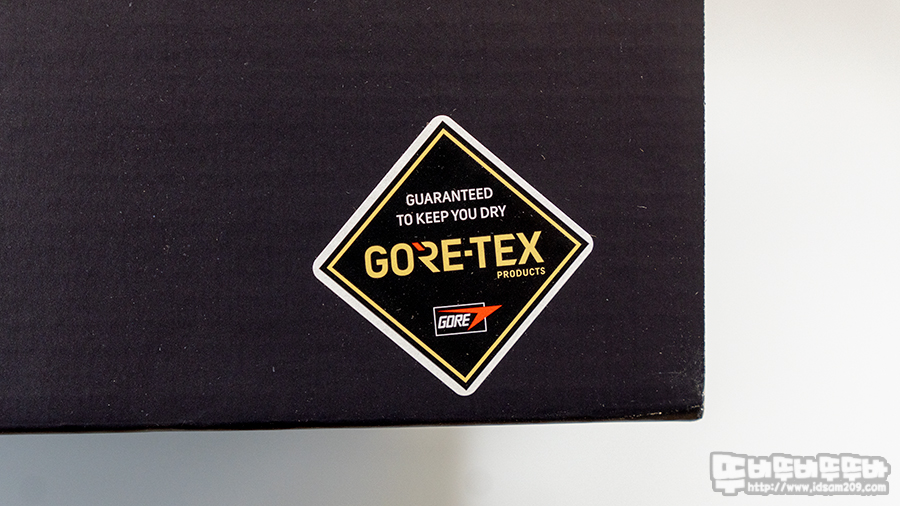 GUARANTEED
TO KEEP YOU DRY
GORE-TEX
PRODUCTS
GORE
뚜바뚜바뚜뚜바
http://www.idsam209.com